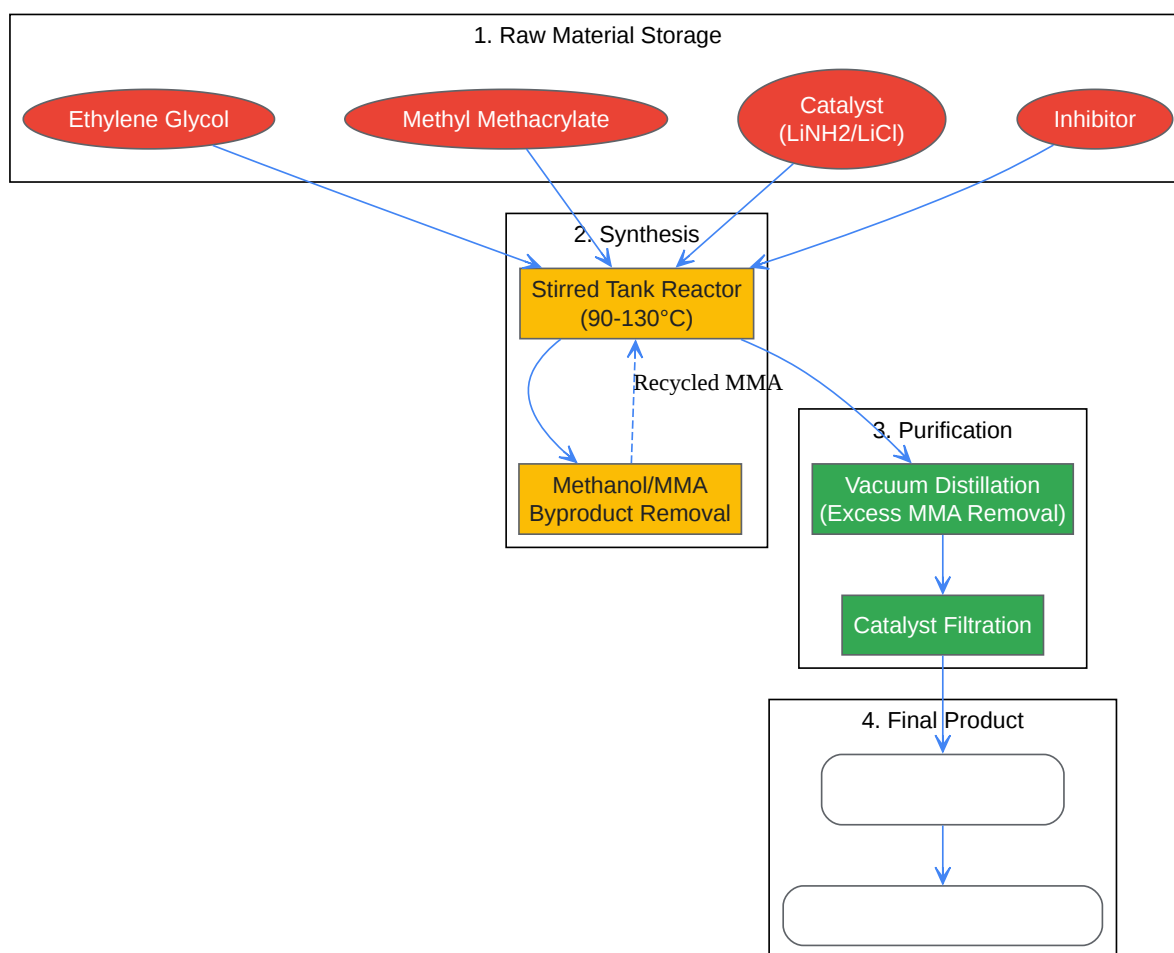 1. Raw Material Storage
Ethylene Glycol
Methyl Methacrylate
Catalyst
(LiNH2/LiCl)
Inhibitor
2. Synthesis
Stirred Tank Reactor
(90-130°C)
Recycled MMA
Methanol/MMA
Byproduct Removal
3. Purification
Vacuum Distillation
(Excess MMA Removal)
Catalyst Filtration
4. Final Product